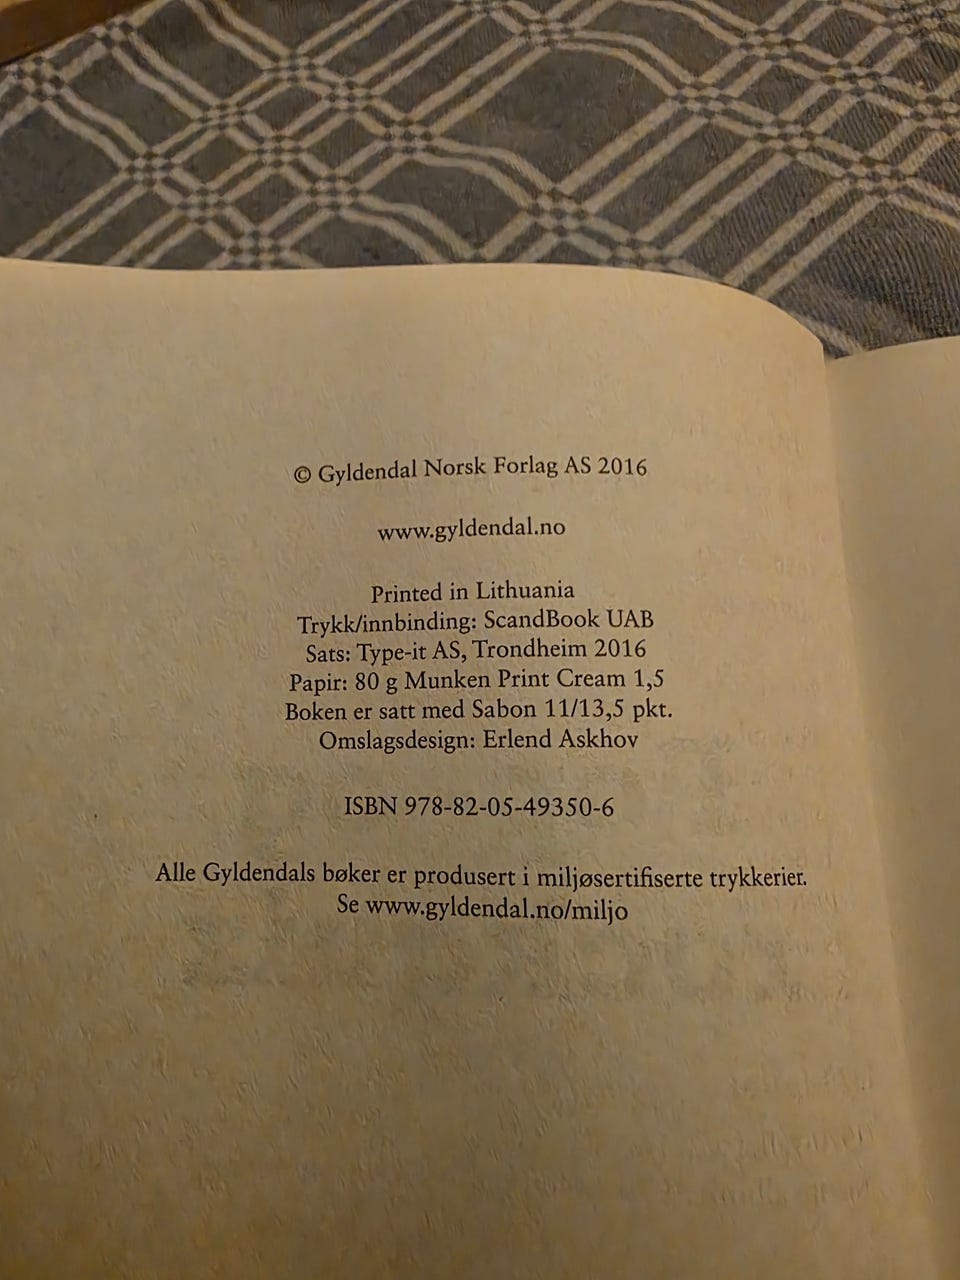 © Gyldendal Norsk Forlag AS 2016
www.gyldendal.no
Printed in Lithuania
Trykk/innbinding: ScandBook UAB
Sats: Type-it AS, Trondheim 2016
Papir: 80 g Munken Print Cream 1,5
Boken er satt med Sabon 11/13,5 pkt.
Omslagsdesign: Erlend Askhov
ISBN 978-82-05-49350-6
Alle Gyldendals bøker er produsert i miljøsertifiserte trykkerier.
Se www.gyldendal.no/miljo